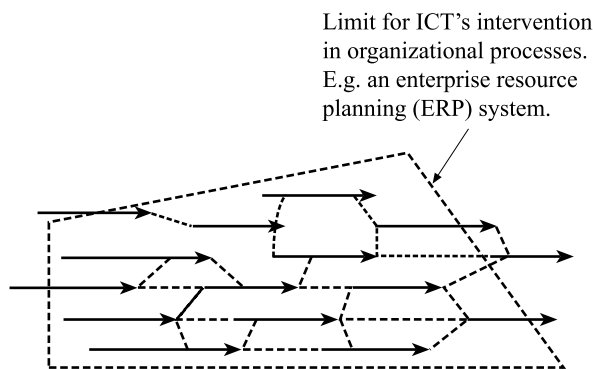 Limit for ICT’s intervention
in organizational processes.
E.g. an enterprise resource
planning (ERP) system.